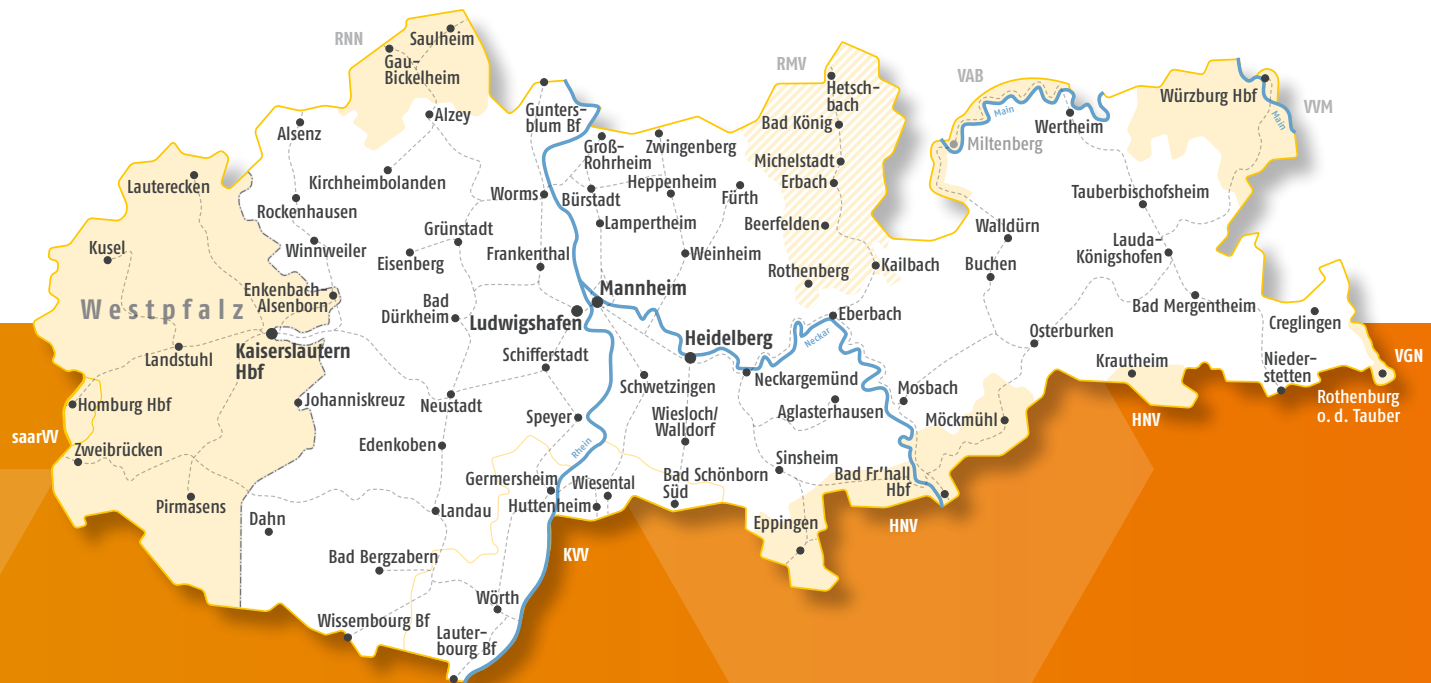 RNN
Saulheim
Gau-
Bickelheim
Alzey
Alsenz
Kirchheimbolanden
Lauterecken
Rockenhausen
Kusel
Winnweiler
Grünstadt
Eisenberg
Westpfalz
Enkenbach-
Alsenborn
Bad
Dürkheim
Landstuhl
Kaiserslautern
Hbf
Homburg Hbf
Johanniskreuz
Neustadt
saarVV
Zweibrücken
Edenkoben
Pirmasens
Dahn
Landau
Bad Bergzabern
Wissembourg Bf
Lauter-
bourg Bf
Wörth
Gunters-
blum Bf
Groß-
Rohrheim
Zwingenberg
Heppenheim
Worms
Bürstadt
Fürth
Lampertheim
Frankenthal
Weinheim
Mannheim
Ludwigshafen
Heidelberg
Schifferstadt
Schwetzingen
Speyer
Wiesloch/
Walldorf
Rhein
Germersheim
Wiesental
Huttenheim
Bad Schönborn
Süd
KVV
RMV
Hetsch-
bach
Bad König
Michelstadt
Erbach
Beerfelden
Rothenberg
Kailbach
Eberbach
Neckar
Neckargemünd
Aglasterhausen
Mosbach
Möckmühl
Sinsheim
Bad Fr'hall
Hbf
Eppingen
HNV
VAB
Main
Miltenberg
Wertheim
Würzburg Hbf
Main
VVM
Tauberbischofsheim
Walldürn
Lauda-
Königshofen
Buchen
Bad Mergentheim
Osterburken
Creglingen
Krautheim
Nieder-
stetten
VGN
Rothenburg
o. d. Tauber
HNV